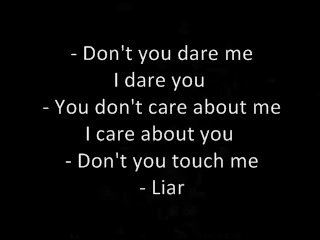 - Don't you dare me
I dare you
- You don't care about me
I care about you
- Don't you touch me
- Liar